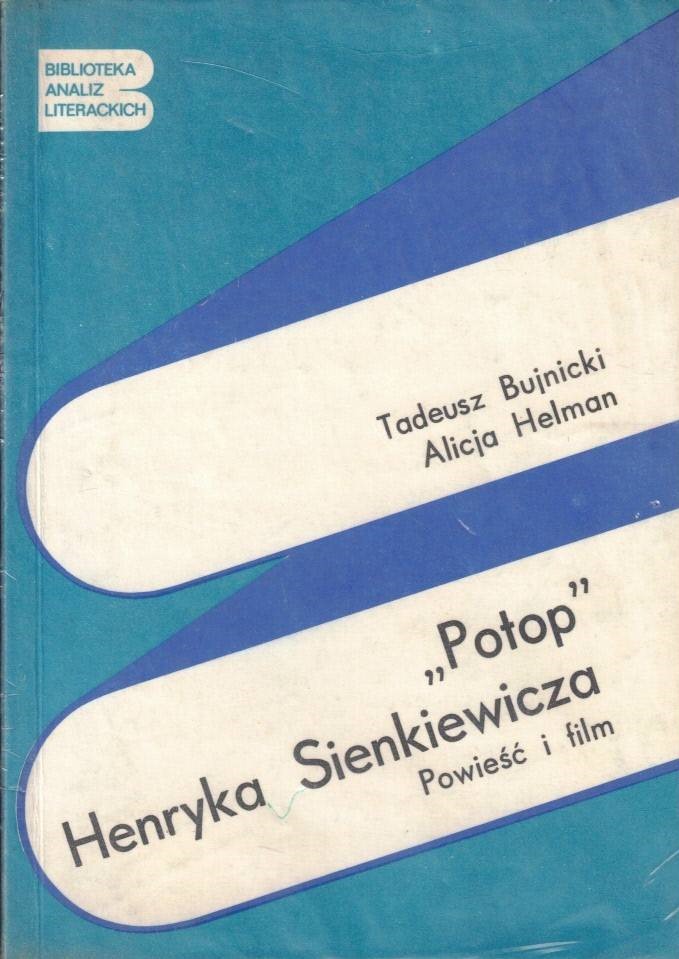 BIBLIOTEKA
ANALIZ
LITERACKICH
Tadeusz Bujnicki
Alicja Helman
„Potop”
Henryka Sienkiewicza
Powieść i film